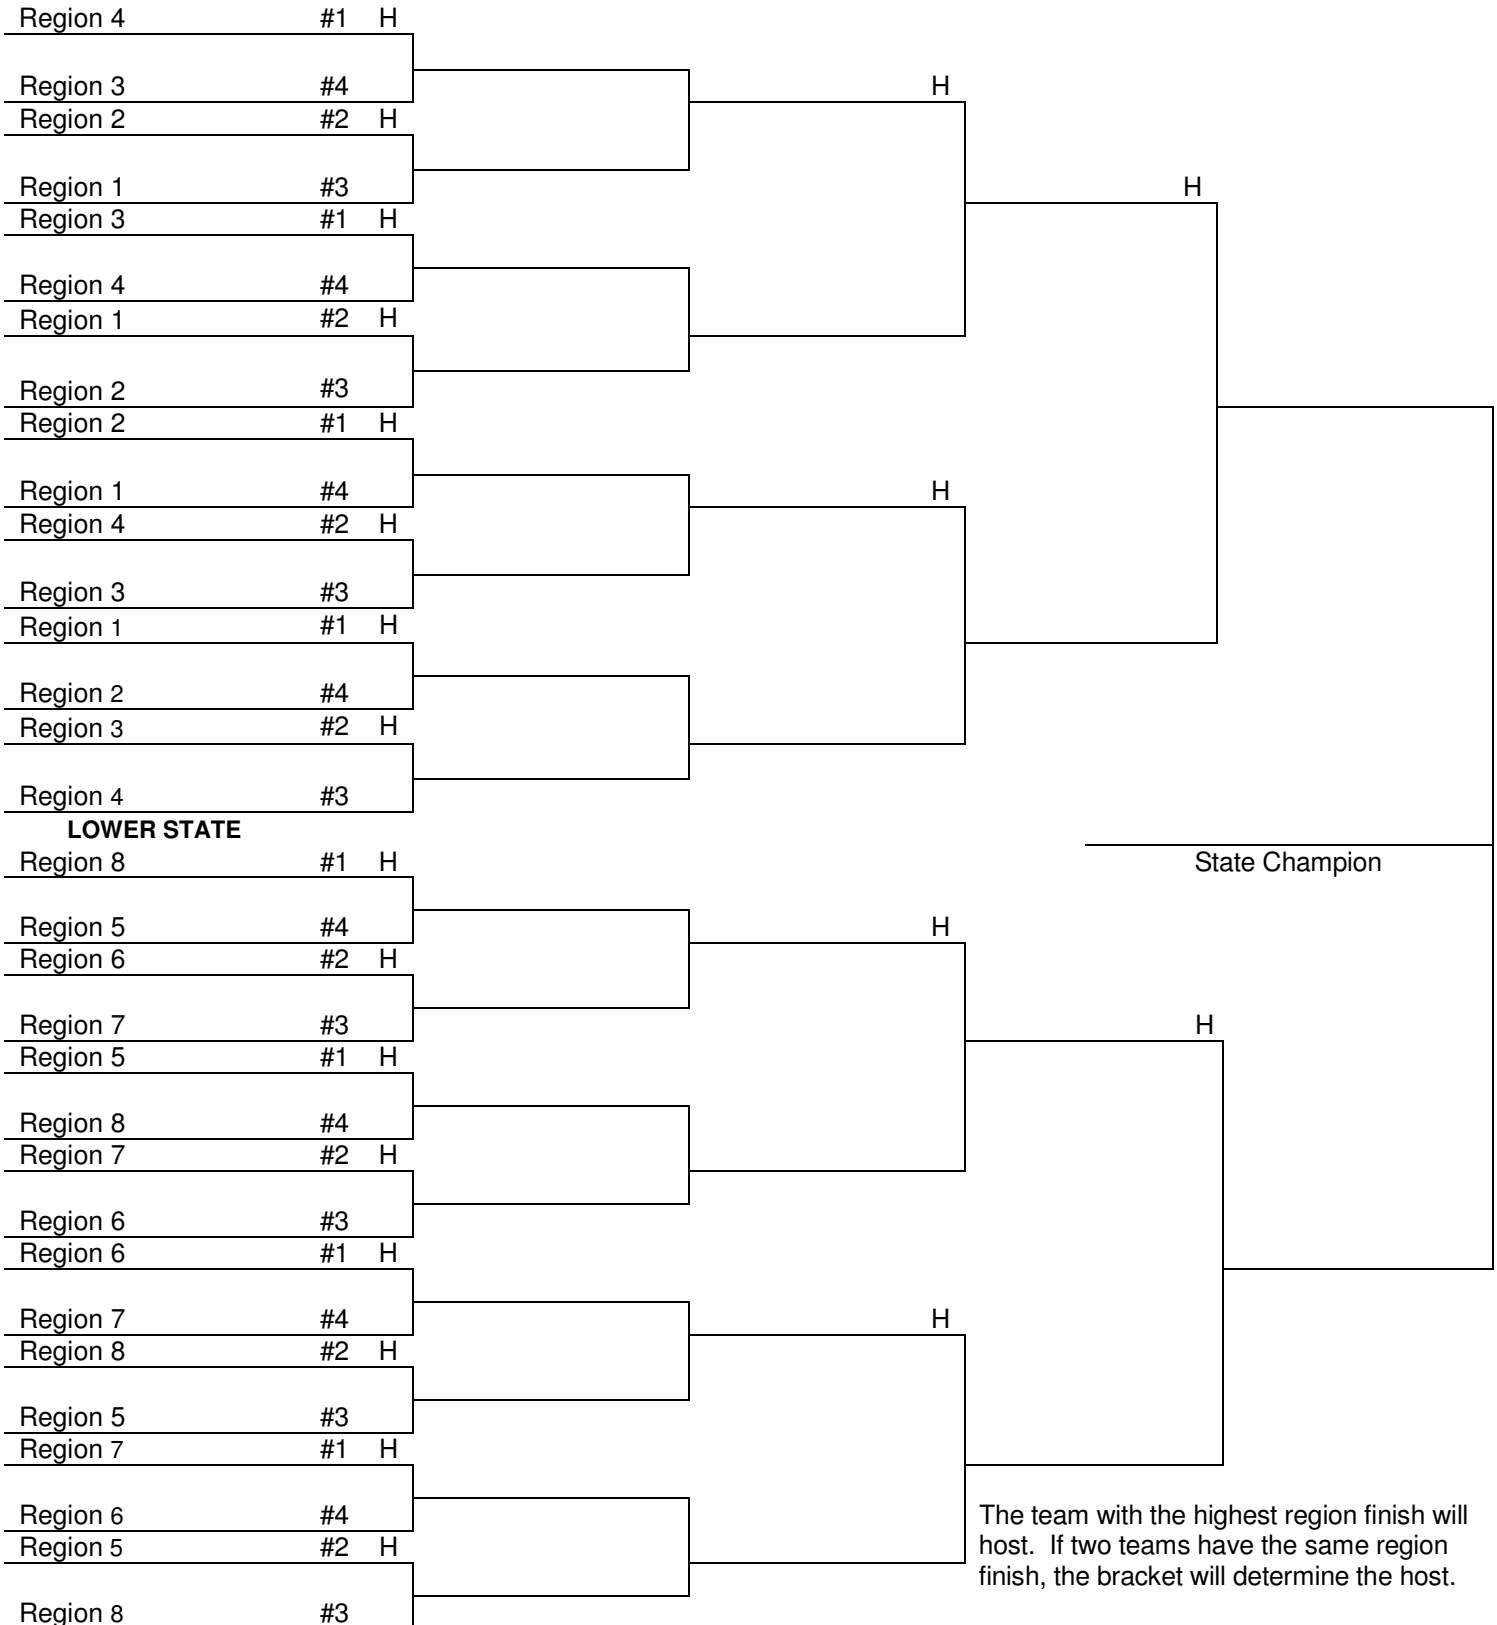 Region 4 #1 H
Region 3 #4 H
Region 2 #2 H
Region 1 #3 H
Region 3 #1 H
Region 4 #4
Region 1 #2 H
Region 2 #3
Region 2 #1 H
Region 1 #4 H
Region 4 #2 H
Region 3 #3
Region 1 #1 H
Region 2 #4
Region 3 #2 H
Region 4 #3
LOWER STATE
Region 8 #1 H
State Champion
Region 5 #4 H
Region 6 #2 H
Region 7 #3 H
Region 5 #1 H
Region 8 #4
Region 7 #2 H
Region 6 #3
Region 6 #1 H
Region 7 #4 H
Region 8 #2 H
Region 5 #3
Region 7 #1 H
Region 6 #4
Region 5 #2 H
Region 8 #3
The team with the highest region finish will
host. If two teams have the same region
finish, the bracket will determine the host.